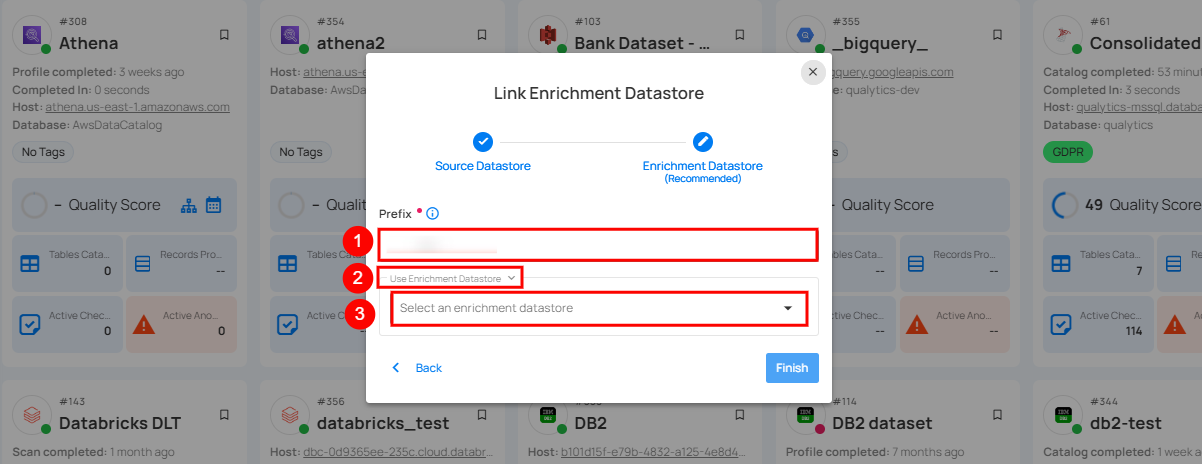 #308
Athena
Profile completed: 3 weeks ago
Completed In: 0 seconds
Host: athena.us-east-1.amazonaws.com
Database: AwsDataCatalog
No Tags
– Quality Score
Tables Cata...
0
Records Pro...
--
Active Chec...
0
Active Ano...
0
#354
athena2
Host: athena.us-e
Database: AwsDa
No Tags
– Quali
Tables
Active C
#103
Bank Dataset - ...
#355
_bigquery_
gquery.googleapis.com
qualytics-dev
Quality Score
Cata...
--
Records Pro...
--
Chec...
--
Active Ano...
--
#61
Consolidated
Catalog completed: 53 minut
Completed In: 3 seconds
Host: qualytics-mssql.databa
Database: qualytics
GDPR
49 Quality Score
Tables Cata...
7
Active Chec...
114
Link Enrichment Datastore
Source Datastore
Enrichment Datastore
(Recommended)
Prefix
1
2
Use Enrichment Datastore
3
Select an enrichment datastore
Back
Finish
#143
Databricks DLT
Scan completed: 1 month ago
#356
databricks_test
Host: dbc-0d9365ee-235c.cloud.databr...
DB2
Host: b101d15f-e79b-4832-a125-4e8d4...
#114
DB2 dataset
Profile completed: 7 months ago
#344
db2-test
Catalog completed: 1 week a